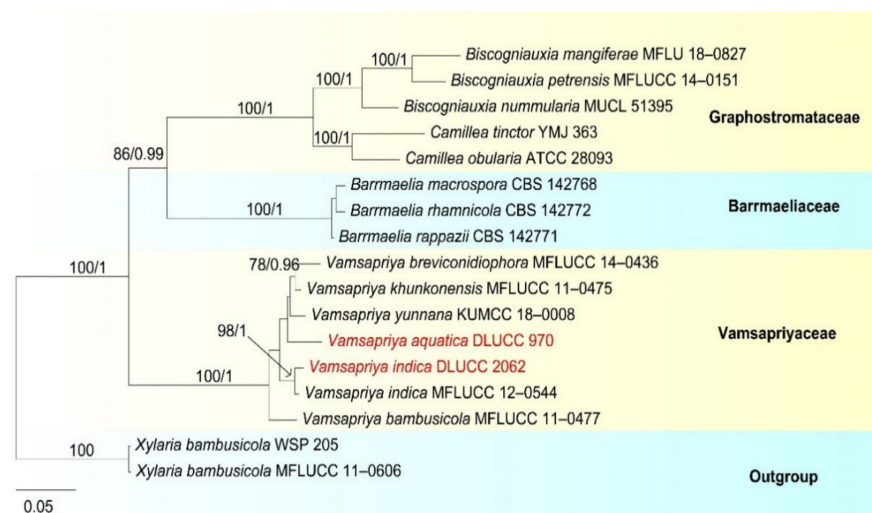 100/1
Biscogniauxia mangiferae MFLU 18–0827
100/1
Biscogniauxia petrensis MFLUCC 14–0151
100/1
Biscogniauxia nummularia MUCL 51395
Graphostromataceae
100/1
Camillea tinctor YMJ 363
86/0.99
Camillea obularia ATCC 28093
Barrmaelia macrospora CBS 142768
100/1
Barrmaelia rhamnicola CBS 142772
Barrmaeliaceae
Barrmaelia rappazii CBS 142771
100/1
78/0.96
Vamsapriya breviconidiophora MFLUCC 14–0436
Vamsapriya khunkonensis MFLUCC 11–0475
Vamsapriya yunnana KUMCC 18–0008
98/1
Vamsapriya aquatica DLUCC 970
Vamsapriyaceae
Vamsapriya indica DLUCC 2062
100/1
Vamsapriya indica MFLUCC 12–0544
Vamsapriya bambusicola MFLUCC 11–0477
100
Xylaria bambusicola WSP 205
Xylaria bambusicola MFLUCC 11–0606
Outgroup
0.05